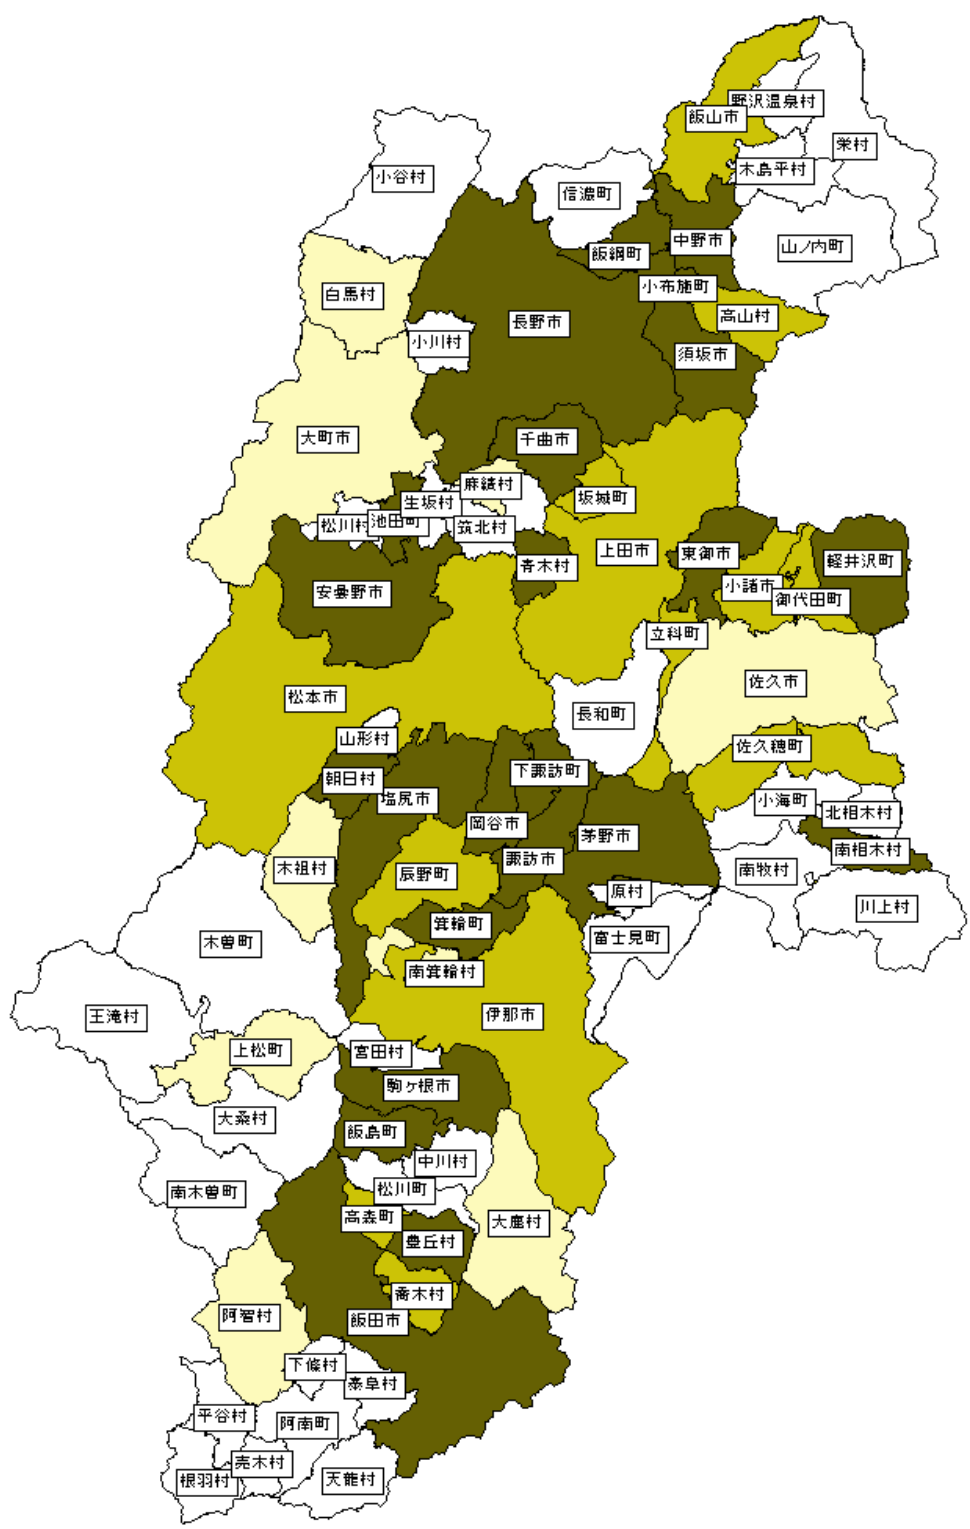 野沢温泉村
飯山市
栄村
木島平村
小谷村
信濃町
中野市
山ノ内町
飯綱町
小布施町
白馬村
高山村
長野市
小川村
須坂市
大町市
千曲市
麻績村
坂城町
生坂村
池田町
松川村
筑北村
上田市
東御市
軽井沢町
青木村
小諸市
安曇野市
御代田町
立科町
佐久市
松本市
長和町
山形村
佐久穂町
下諏訪町
朝日村
塩尻市
小海町
北相木村
岡谷市
茅野市
南相木村
諏訪市
木祖村
辰野町
南牧村
原村
川上村
箕輪町
富士見町
木曽町
南箕輪村
王滝村
伊那市
上松町
宮田村
駒ヶ根市
大桑村
飯島町
中川村
南木曽町
松川町
高森町
大鹿村
豊丘村
喬木村
阿智村
飯田市
下條村
泰阜村
平谷村
阿南町
売木村
根羽村
天龍村